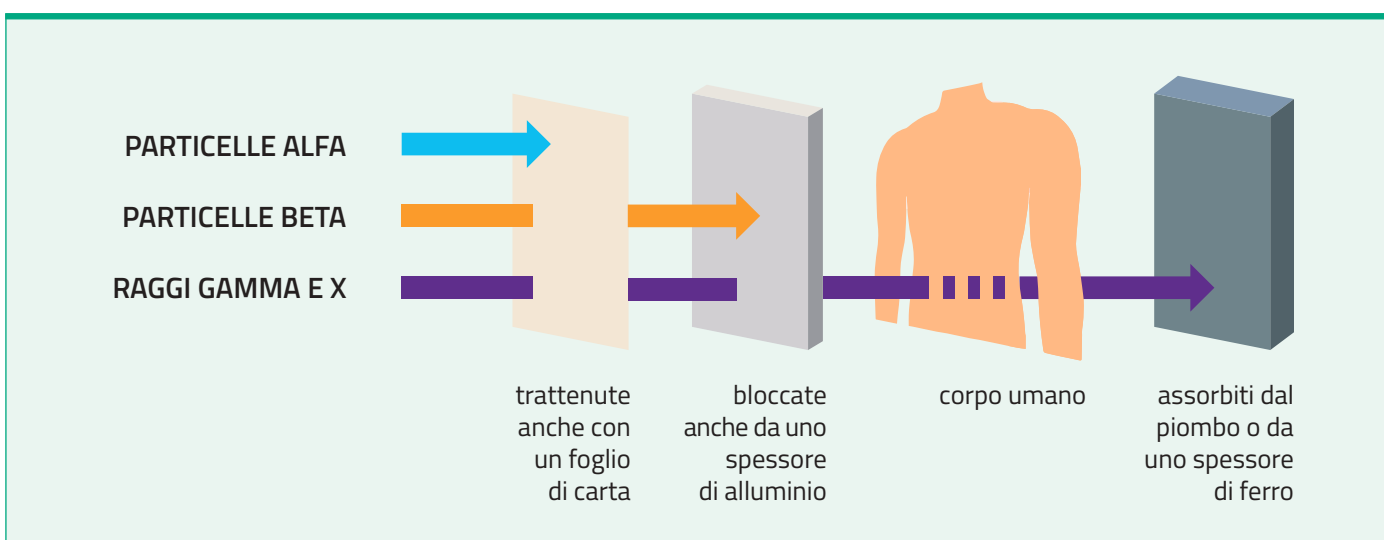 PARTICELLE ALFA
PARTICELLE BETA
RAGGI GAMMA E X
trattenute
anche con
un foglio
di carta
bloccate
anche da uno
spessore
di alluminio
corpo umano
assorbiti dal
piombo o da
uno spessore
di ferro